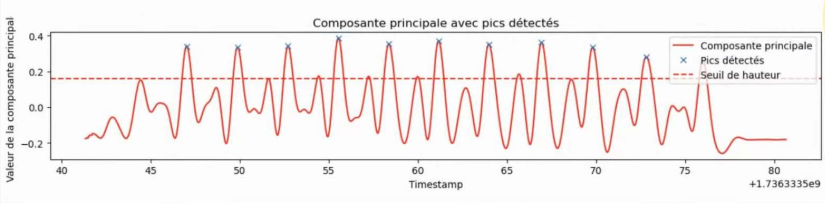 Composante principale avec pics détectés
Valeur de la composante principal
0.4
0.2
0.0
−0.2
Composante principale
Pics détectés
Seuil de hauteur
40 45 50 55 60 65 70 75 80
Timestamp
+1.7363335e9